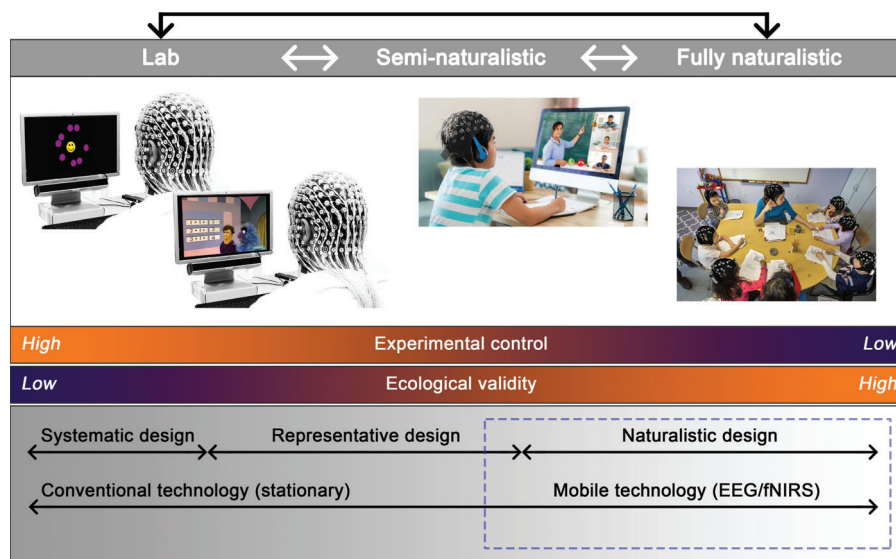 Lab Semi-naturalistic Fully naturalistic
High Experimental control Low
Low Ecological validity High
Systematic design Representative design Naturalistic design
Conventional technology (stationary) Mobile technology (EEG/fNIRS)